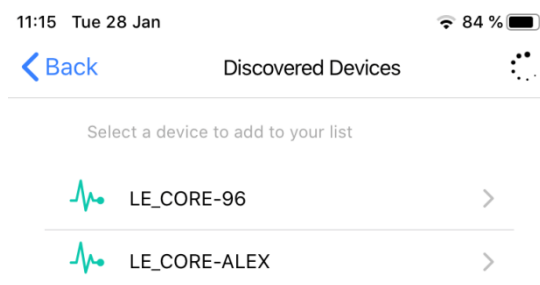 11:15 Tue 28 Jan 84 %
Back Discovered Devices
Select a device to add to your list
LE_CORE-96
LE_CORE-ALEX